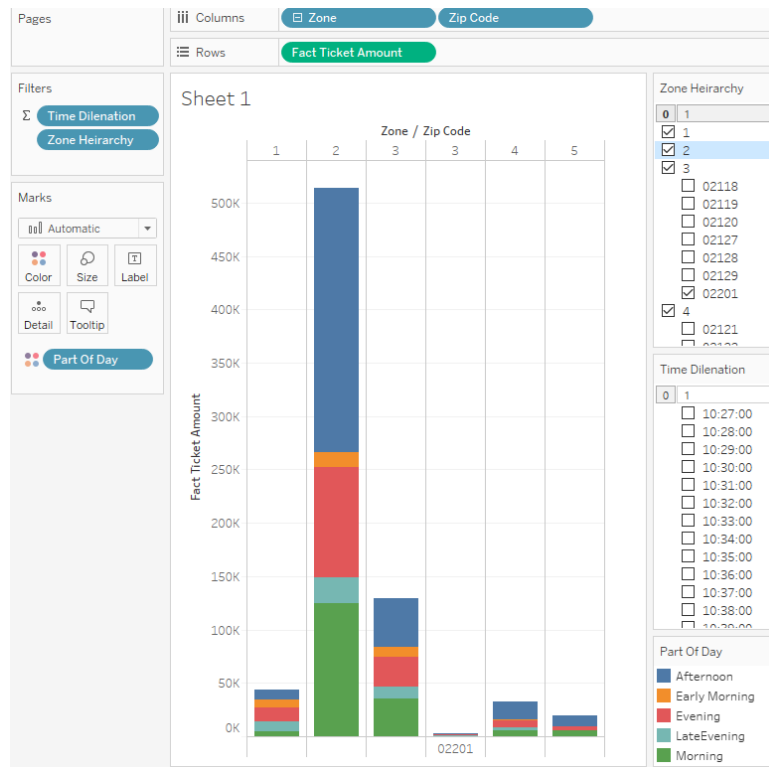 Pages
Columns
Zone
Zip Code
Rows
Fact Ticket Amount
Filters
Σ Time Dilenation
Zone Heirarchy
Marks
Automatic
Color Size Label
Detail Tooltip
Part Of Day
Sheet 1
Zone / Zip Code
1 2 3 3 4 5
500K
450K
400K
350K
300K
250K
200K
150K
100K
50K
0K
Fact Ticket Amount
02201
Zone Heirarchy
0 1
1
2
3
02118
02119
02120
02127
02128
02129
02201
4
02121
Time Dilenation
0 1
10:27:00
10:28:00
10:29:00
10:30:00
10:31:00
10:32:00
10:33:00
10:34:00
10:35:00
10:36:00
10:37:00
10:38:00
Part Of Day
Afternoon
Early Morning
Evening
LateEvening
Morning